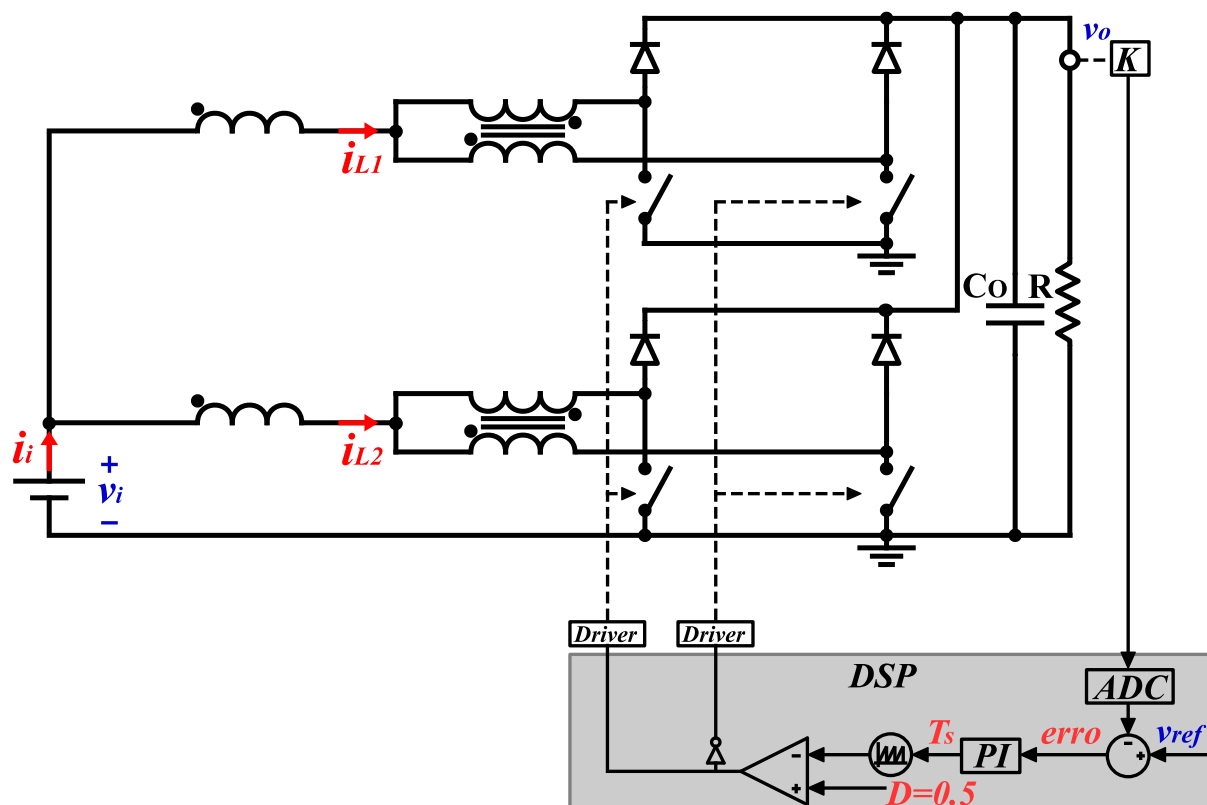 vo
K
iL1
Co
R
ii
+
vi
−
iL2
Driver
Driver
DSP
ADC
Ts
erro
vref
-
+
PI
-
+
D=0.5